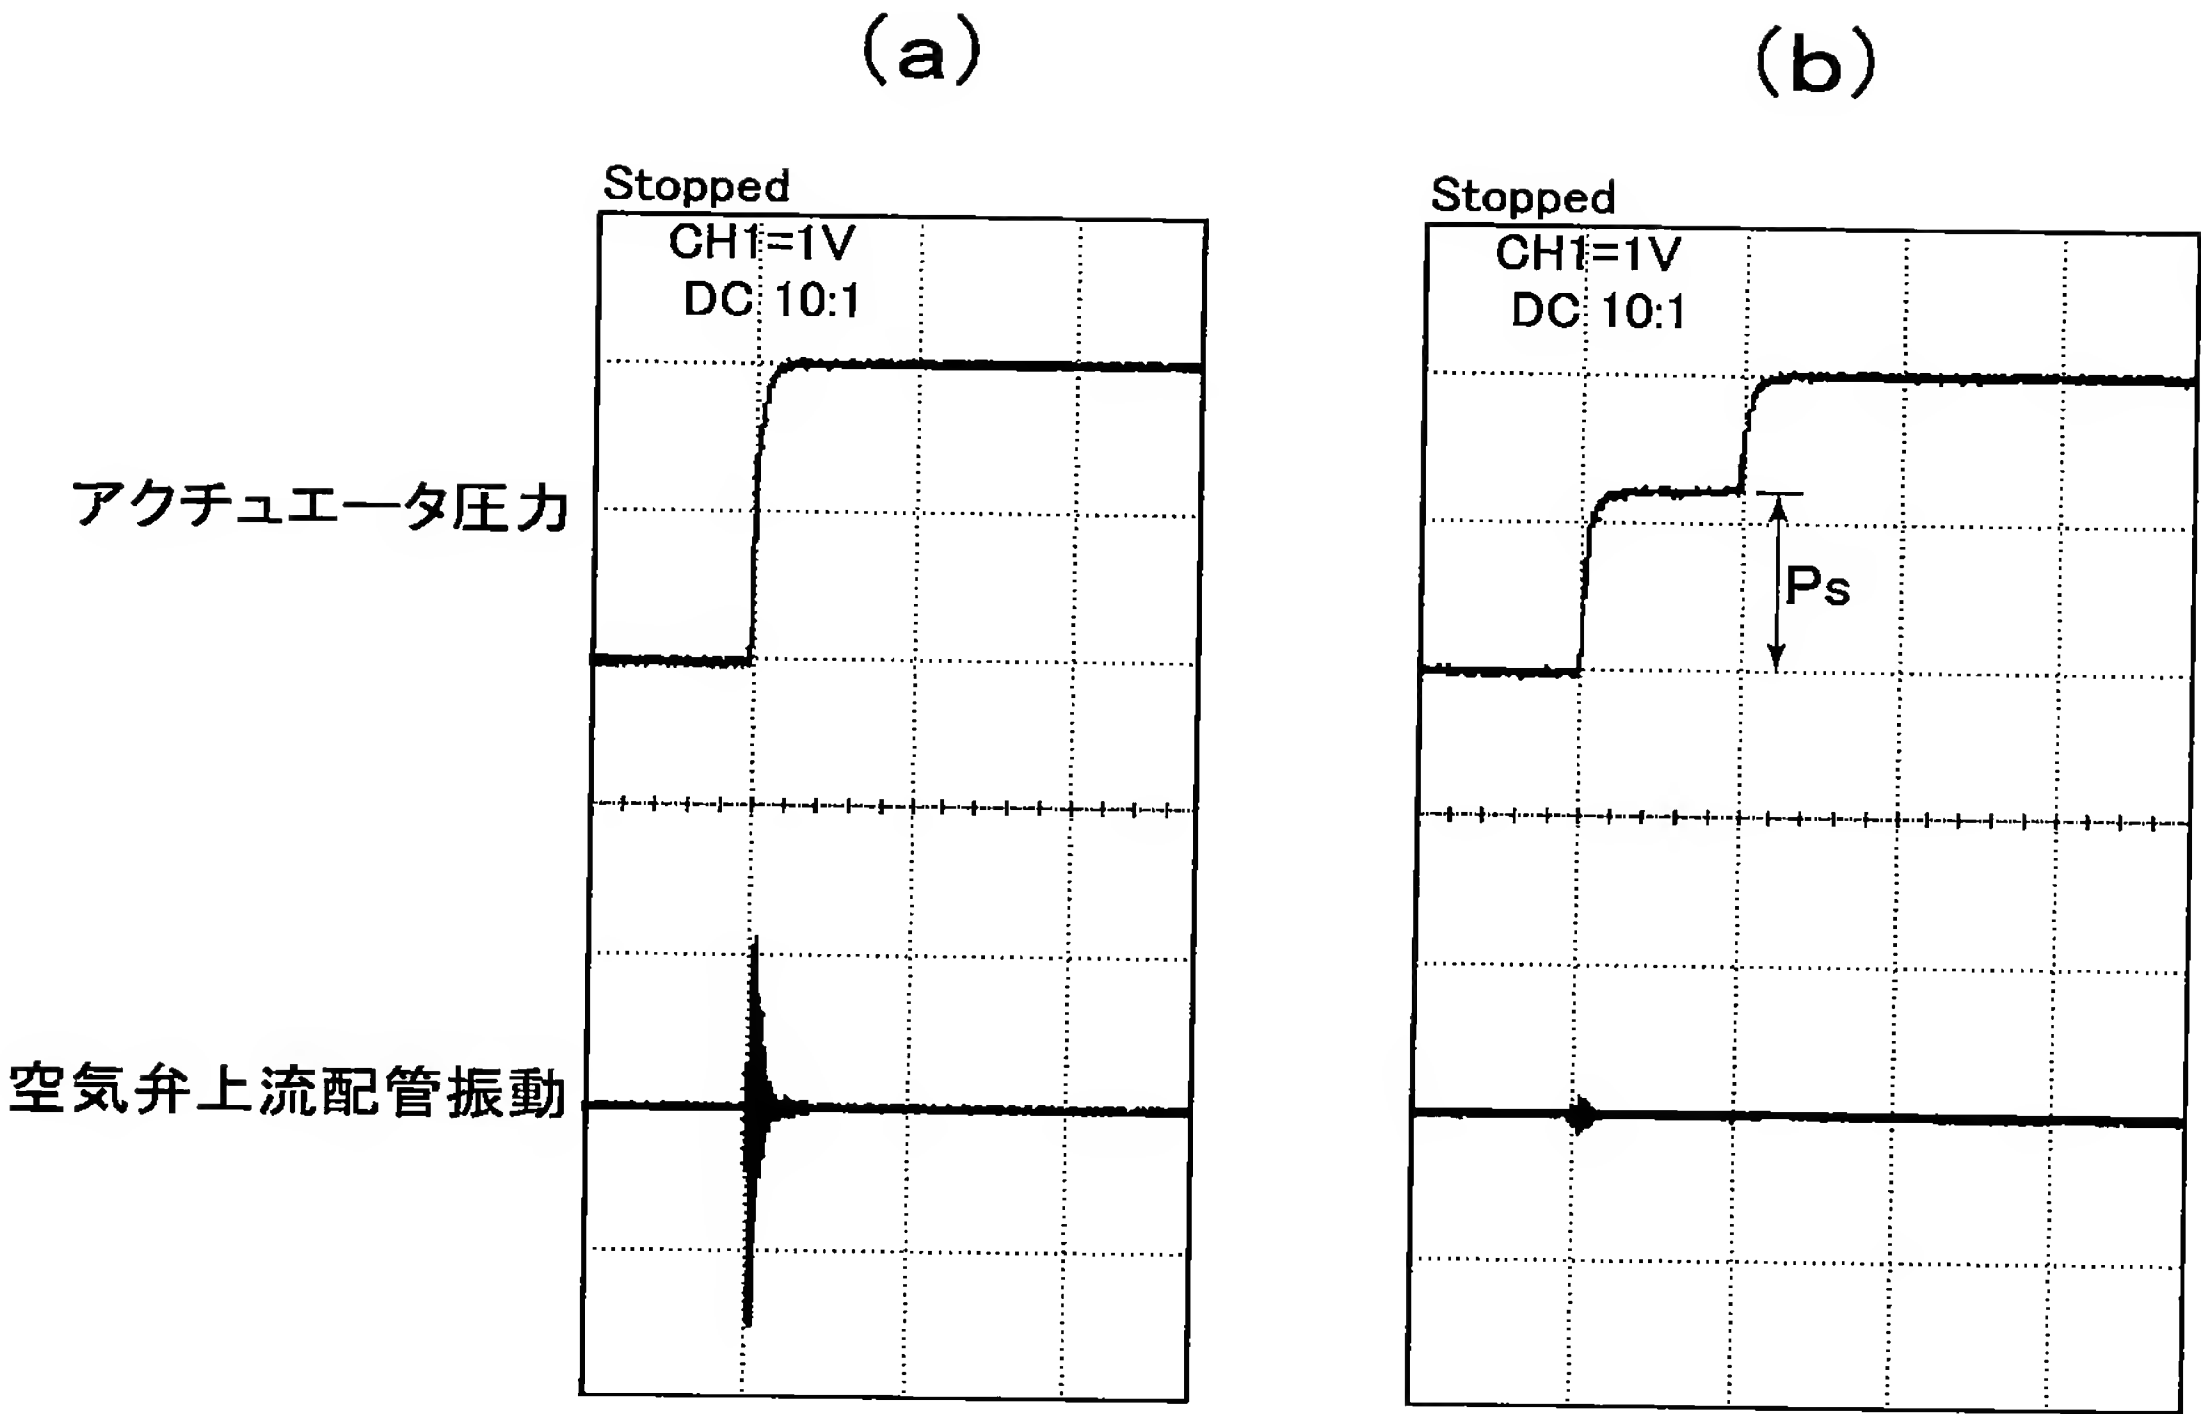 (a)
(b)
Stopped
CH1=1V
DC 10:1
Stopped
CH1=1V
DC 10:1
アクチュエータ圧力
Ps
空気弁上流配管振動